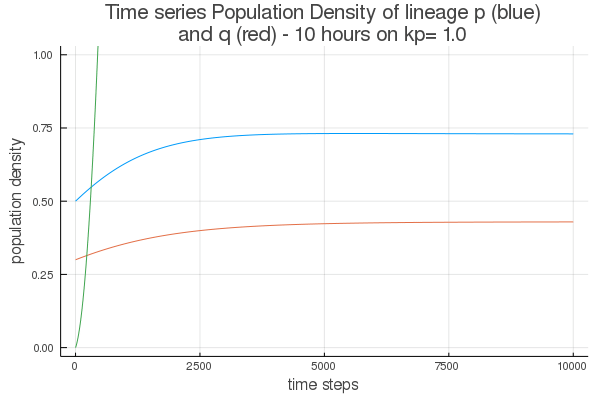 Time series Population Density of lineage p (blue)
and q (red) - 10 hours on kp= 1.0
population density
1.00
0.75
0.50
0.25
0.00
0
2500
5000
7500
10000
time steps